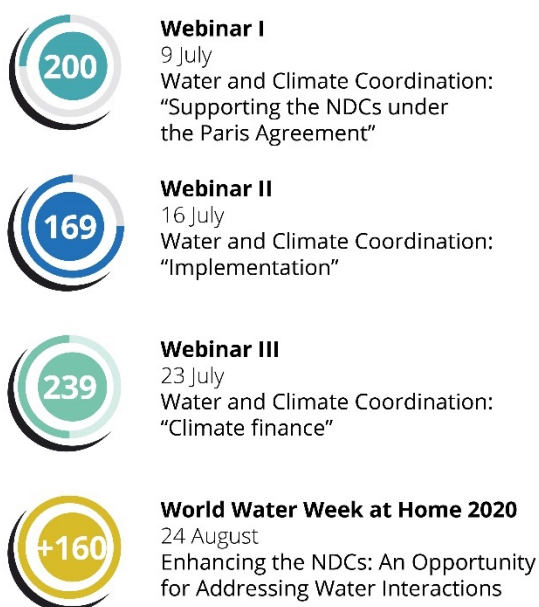 200
Webinar I
9 July
Water and Climate Coordination:
“Supporting the NDCs under
the Paris Agreement”
169
Webinar II
16 July
Water and Climate Coordination:
“Implementation”
239
Webinar III
23 July
Water and Climate Coordination:
“Climate finance”
+160
World Water Week at Home 2020
24 August
Enhancing the NDCs: An Opportunity
for Addressing Water Interactions